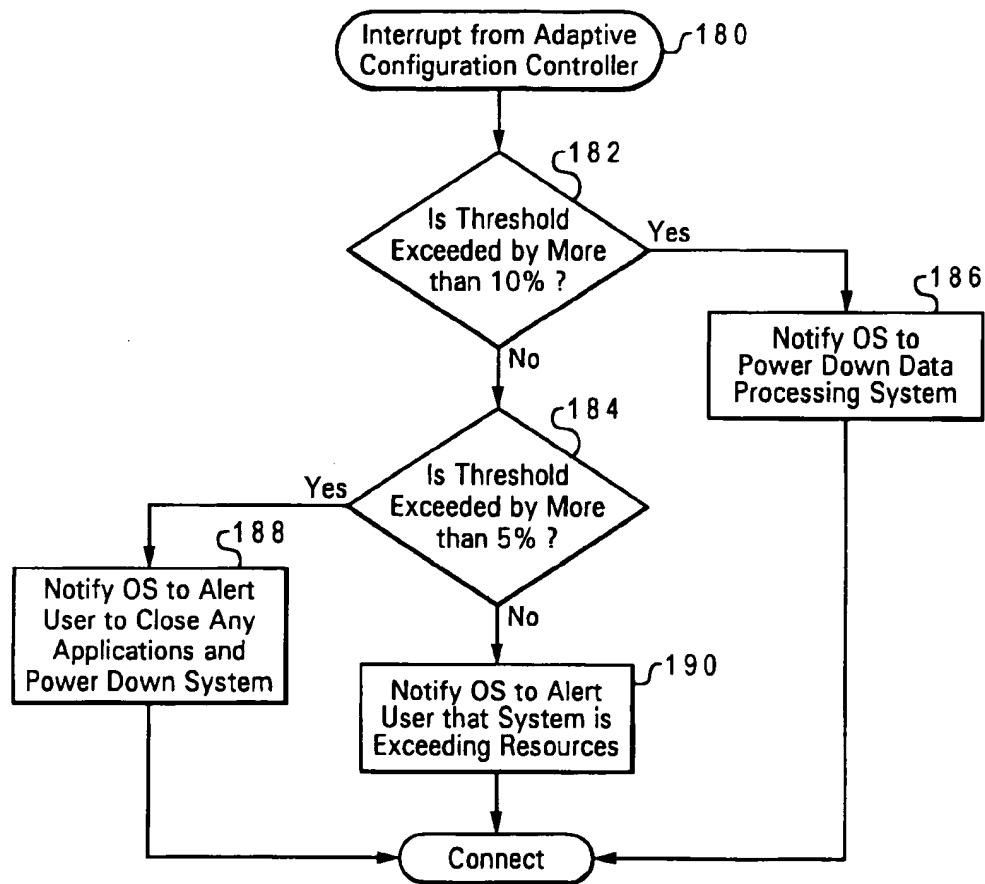 Interrupt from Adaptive
Configuration Controller
180
182
Is Threshold
Exceeded by More
than 10% ?
Yes
No
186
Notify OS to
Power Down Data
Processing System
184
Is Threshold
Exceeded by More
than 5% ?
Yes
No
188
Notify OS to Alert
User to Close Any
Applications and
Power Down System
190
Notify OS to Alert
User that System is
Exceeding Resources
Connect